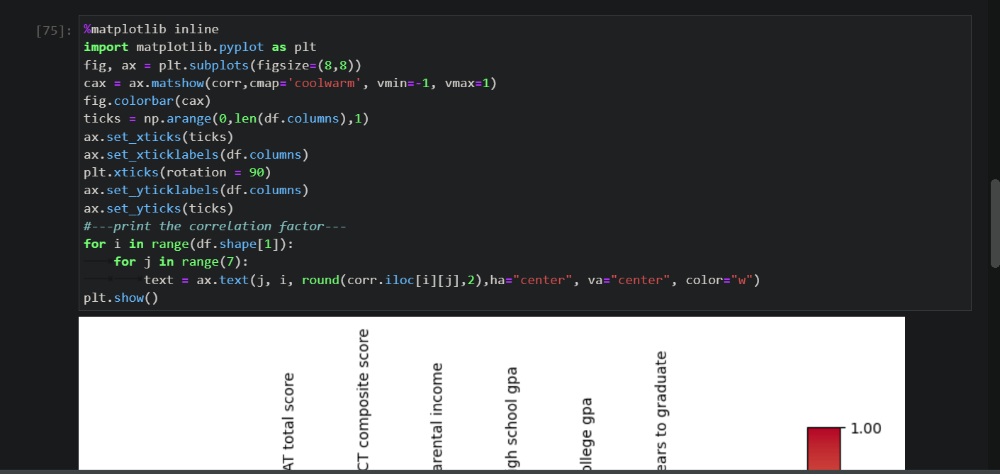 [75]:
%matplotlib inline
import matplotlib.pyplot as plt
fig, ax = plt.subplots(figsize=(8,8))
cax = ax.matshow(corr,cmap='coolwarm', vmin=-1, vmax=1)
fig.colorbar(cax)
ticks = np.arange(0,len(df.columns),1)
ax.set_xticks(ticks)
ax.set_xticklabels(df.columns)
plt.xticks(rotation = 90)
ax.set_yticklabels(df.columns)
ax.set_yticks(ticks)
#---print the correlation factor---
for i in range(df.shape[1]):
    for j in range(7):
        text = ax.text(j, i, round(corr.iloc[i][j],2),ha="center", va="center", color="w")
plt.show()
AT total score
CT composite score
arental income
gh school gpa
ollege gpa
ears to graduate
1.00